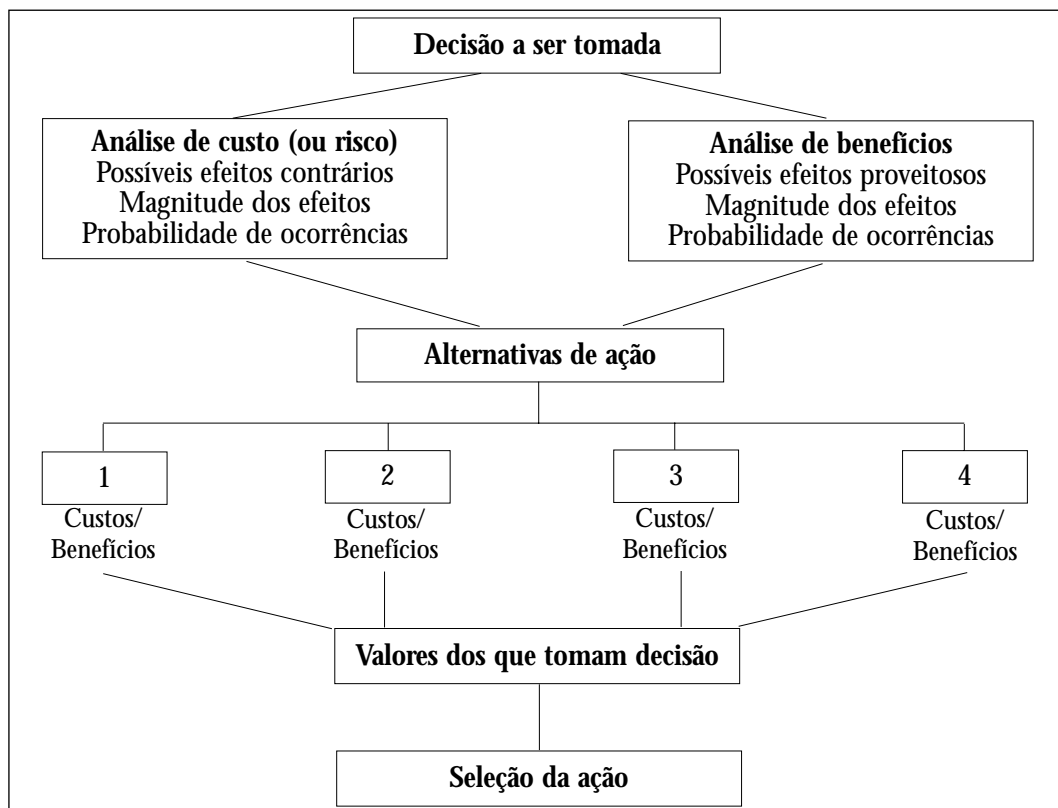 Decisão a ser tomada
Análise de custo (ou risco)
Possíveis efeitos contrários
Magnitude dos efeitos
Probabilidade de ocorrências
Análise de benefícios
Possíveis efeitos proveitosos
Magnitude dos efeitos
Probabilidade de ocorrências
Alternativas de ação
1
Custos/
Benefícios
2
Custos/
Benefícios
3
Custos/
Benefícios
4
Custos/
Benefícios
Valores dos que tomam decisão
Seleção da ação